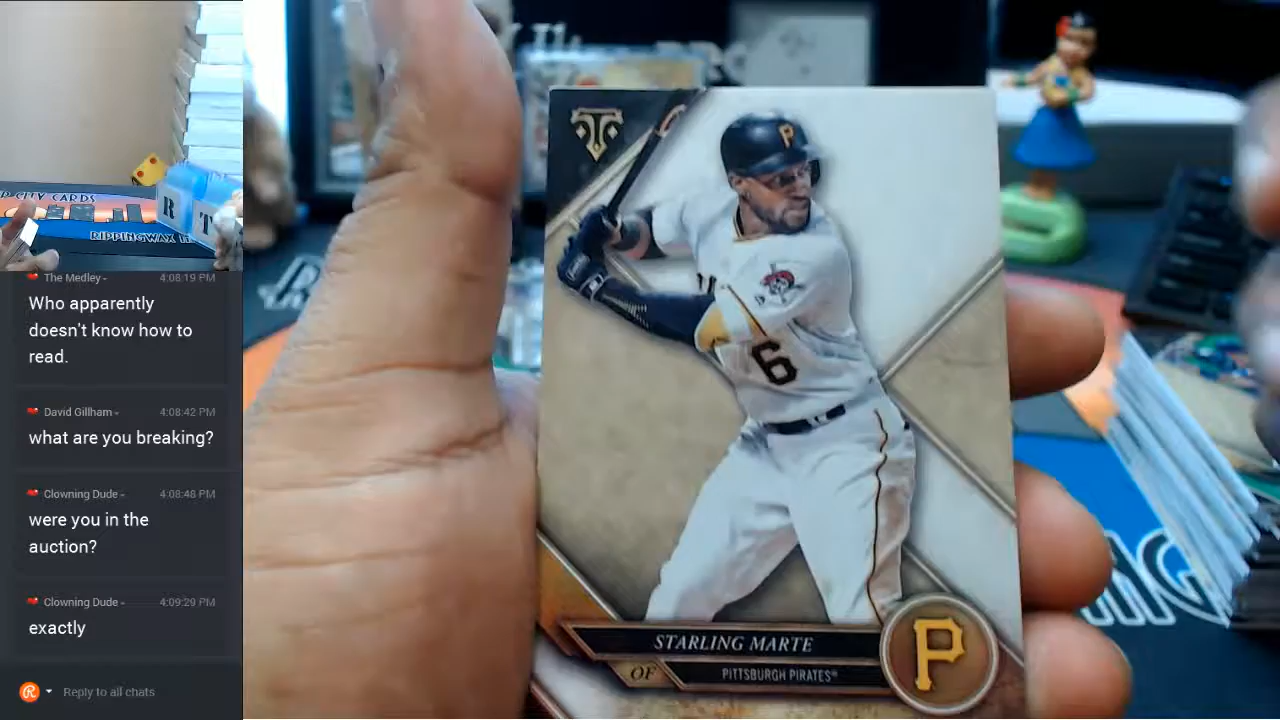 The Medley 4:08:19 PM
Who apparently
doesn't know how to
read.
David Gillham 4:08:42 PM
what are you breaking?
Clowning Dude 4:08:48 PM
were you in the
auction?
Clowning Dude 4:09:29 PM
exactly
Reply to all chats
CITY CARDS
RIPPINGWAX
R
T
P
6
STARLING MARTE
OF
PITTSBURGH PIRATES
P